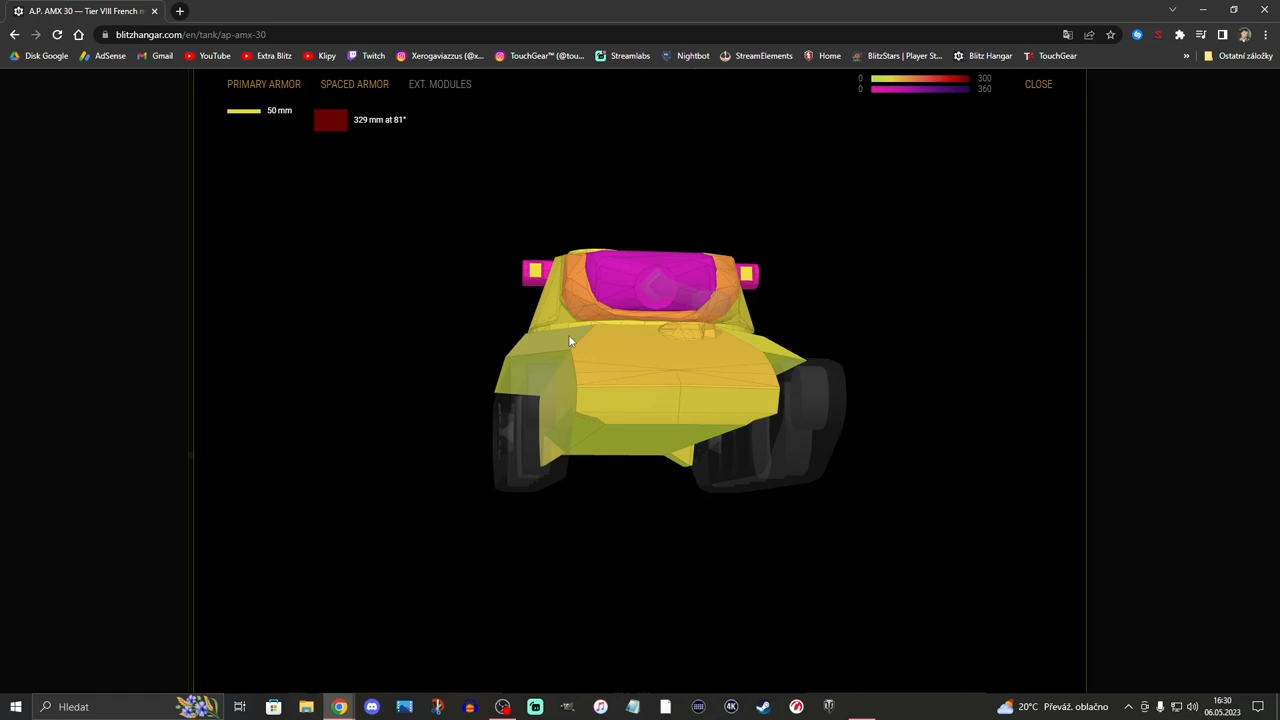 A.P. AMX 30 — Tier VIII French m
blitzhangar.com/en/tank/ap-amx-30
Disk Google
AdSense
Gmail
YouTube
Extra Blitz
Klipy
Twitch
Xerogaviazzus (@x...
TouchGear™ (@tou...
Streamlabs
Nightbot
StreamElements
Home
BlitzStars | Player St...
Blitz Hangar
TouchGear
»
Ostatní záložky
PRIMARY ARMOR
SPACED ARMOR
EXT. MODULES
0 300
0 360
CLOSE
50 mm
329 mm at 81°
Hledat
20°C Převáž. oblačno
16:30
06.05.2023